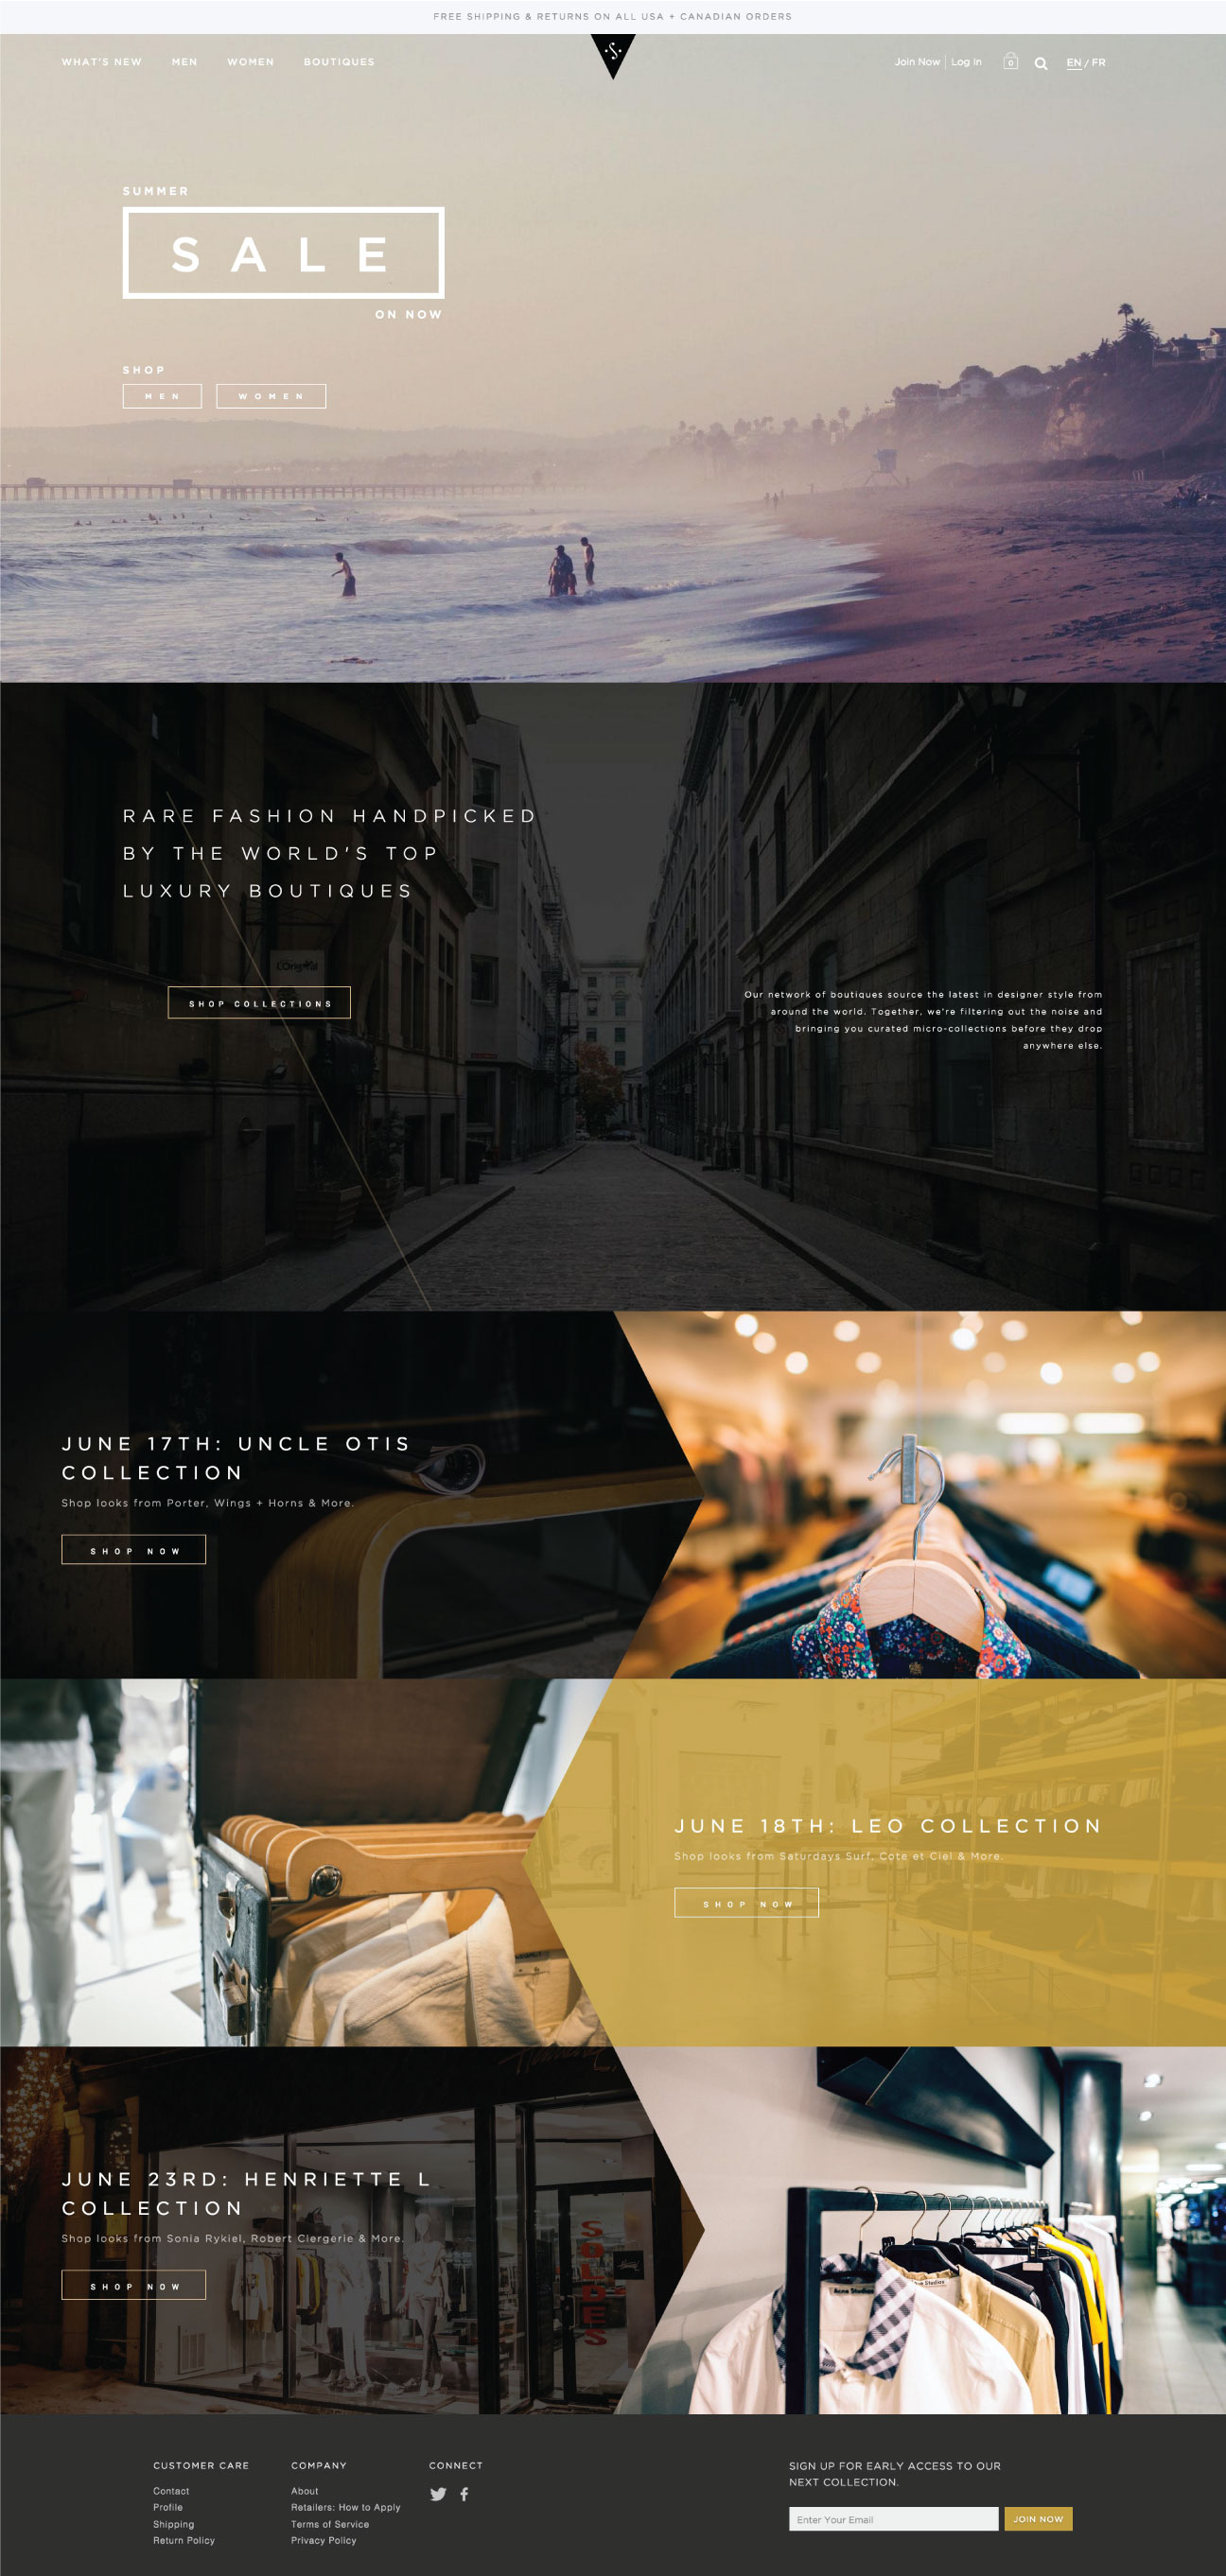 FREE SHIPPING & RETURNS ON ALL USA + CANADIAN ORDERS
WHAT'S NEW MEN WOMEN BOUTIQUES
S
Join Now | Log in 0 EN / FR
SUMMER
SALE
ON NOW
SHOP
MEN WOMEN
RARE FASHION HANDPICKED
BY THE WORLD'S TOP
LUXURY BOUTIQUES
SHOP COLLECTIONS
Our network of boutiques source the latest in designer style from
around the world. Together, we're filtering out the noise and
bringing you curated micro-collections before they drop
anywhere else.
JUNE 17TH: UNCLE OTIS
COLLECTION
Shop looks from Porter, Wings + Horns & More.
SHOP NOW
JUNE 18TH: LEO COLLECTION
Shop looks from Saturdays Surf, Cote et Ciel & More.
SHOP NOW
JUNE 23RD: HENRIETTE L
COLLECTION
Shop looks from Sonia Rykiel, Robert Clergerie & More.
SHOP NOW
SOLDES
Acne Studios
Studios
CUSTOMER CARE
Contact
Profile
Shipping
Return Policy
COMPANY
About
Retailers: How to Apply
Terms of Service
Privacy Policy
CONNECT
SIGN UP FOR EARLY ACCESS TO OUR
NEXT COLLECTION.
Enter Your Email
JOIN NOW